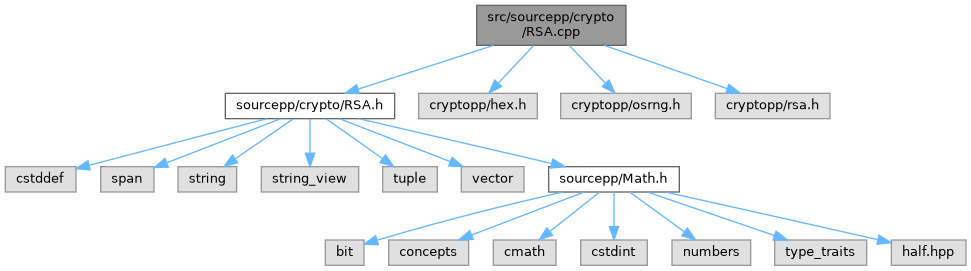 src/sourcepp/crypto
/RSA.cpp
sourcepp/crypto/RSA.h
cryptopp/hex.h
cryptopp/osrng.h
cryptopp/rsa.h
cstddef
span
string
string_view
tuple
vector
sourcepp/Math.h
bit
concepts
cmath
cstdint
numbers
type_traits
half.hpp